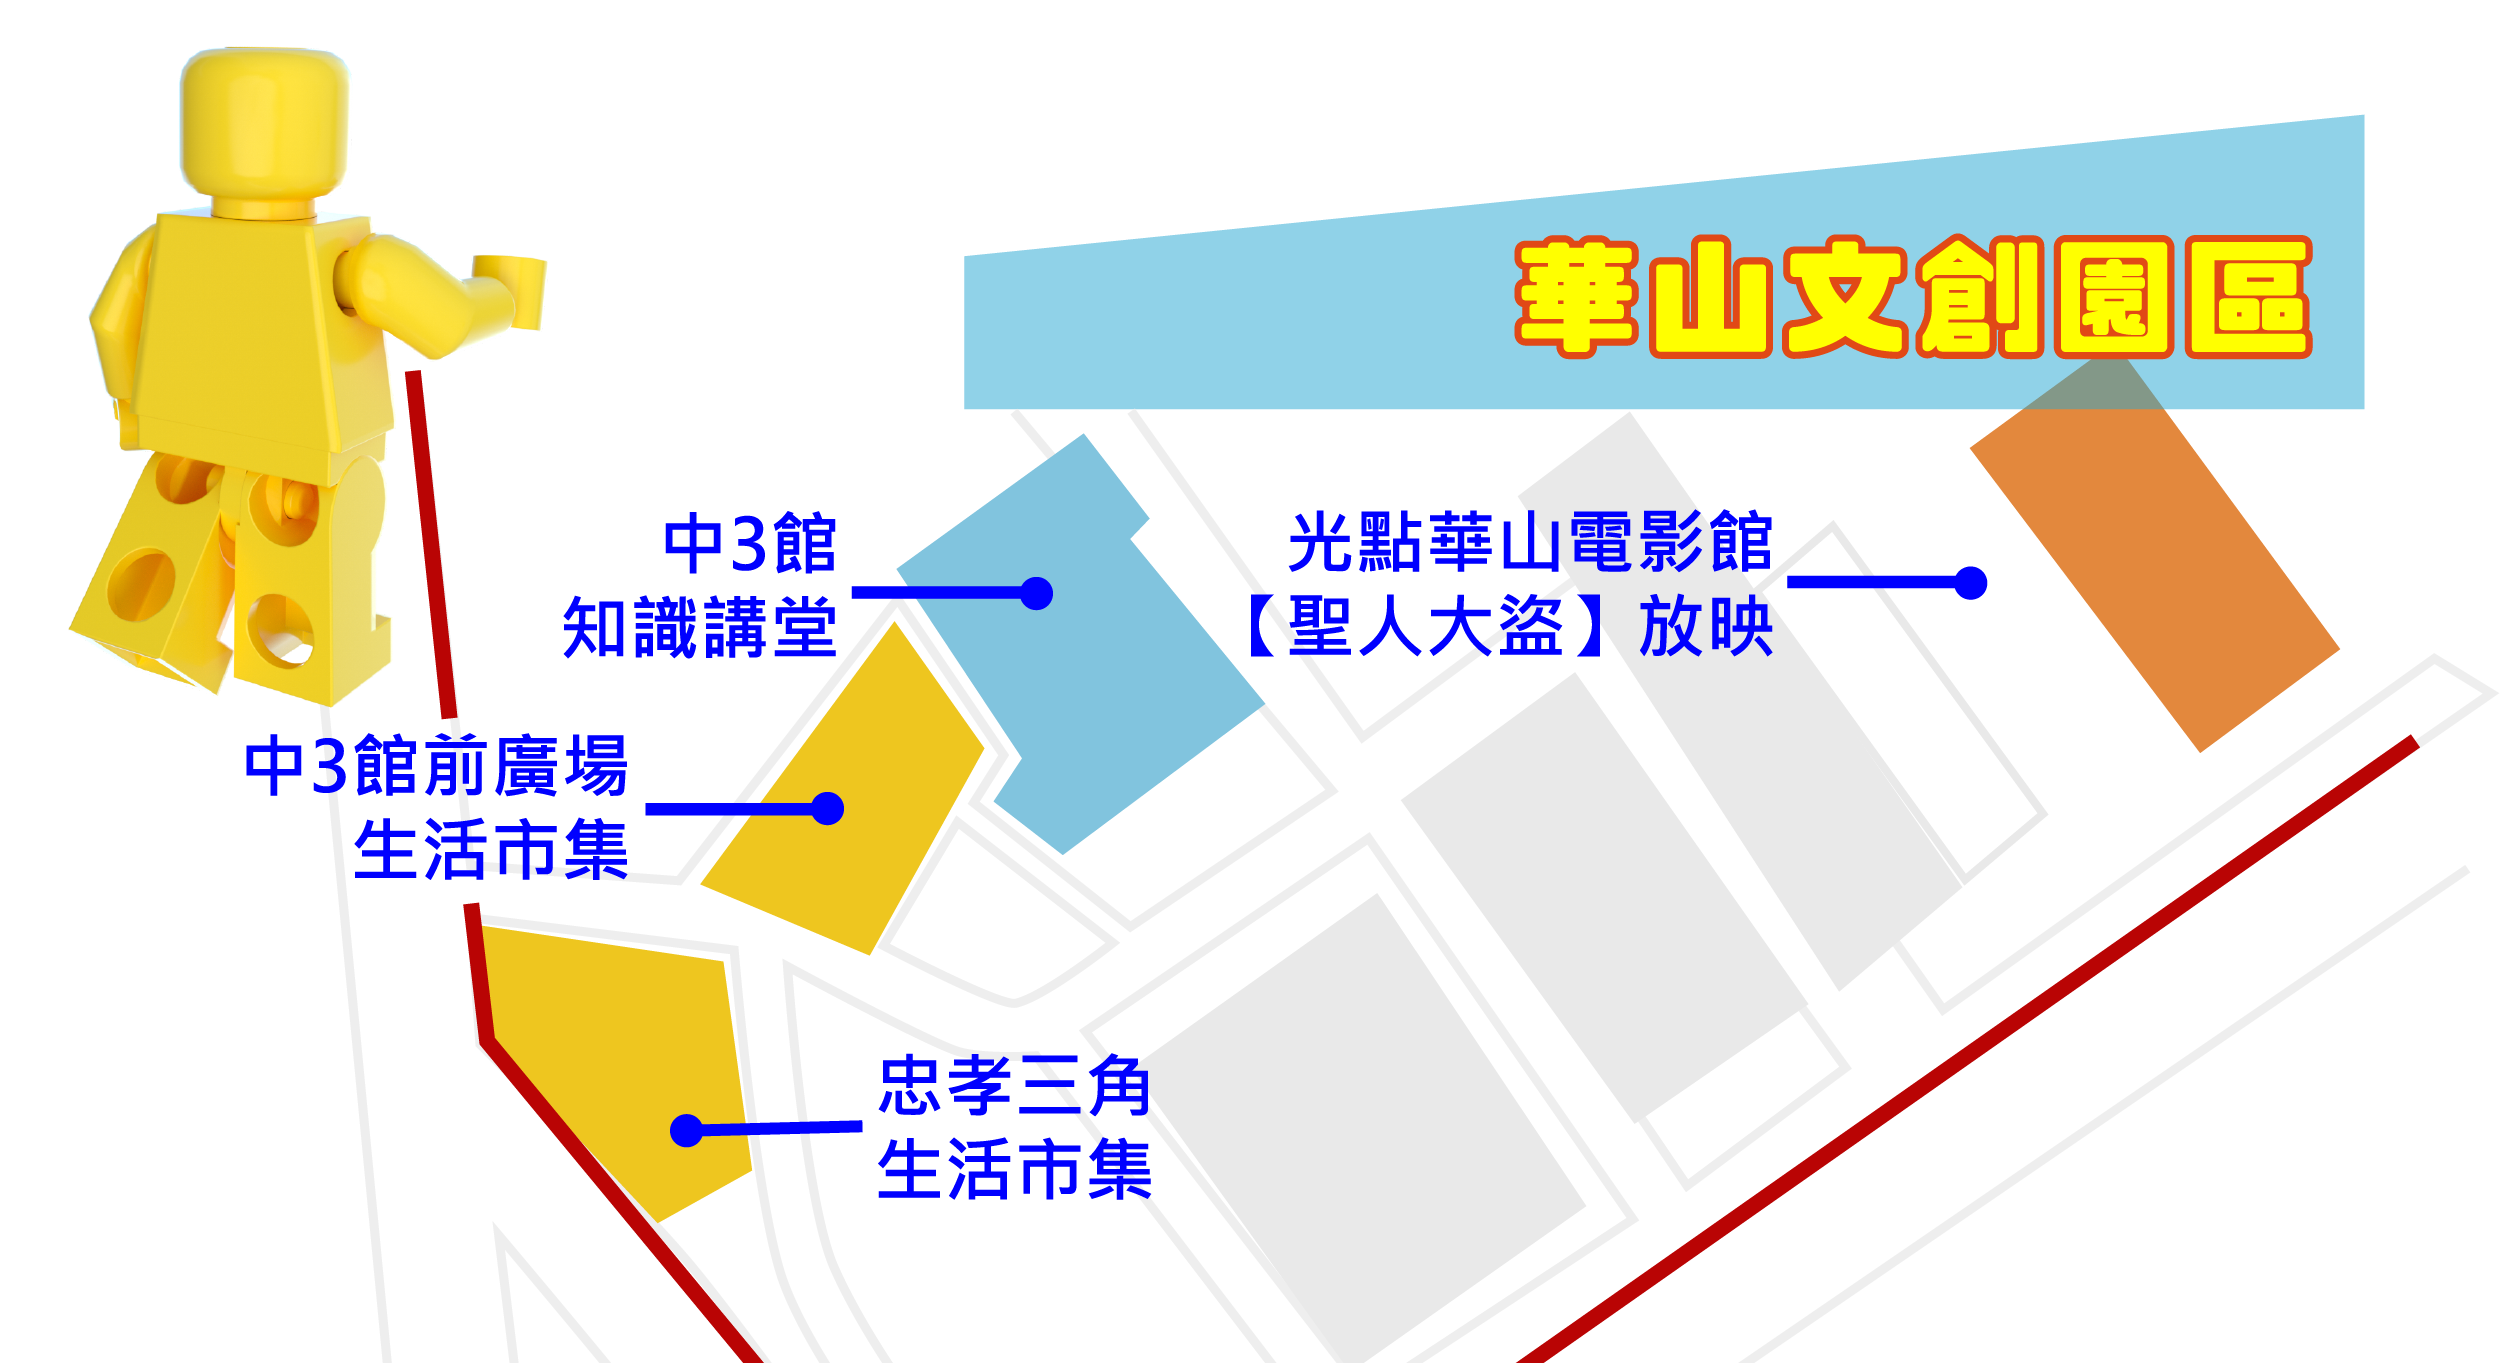 華山文創園區
中3館
知識講堂
光點華山電影館
【聖人大盜】放映
中3館前廣場
生活市集
忠孝三角
生活市集